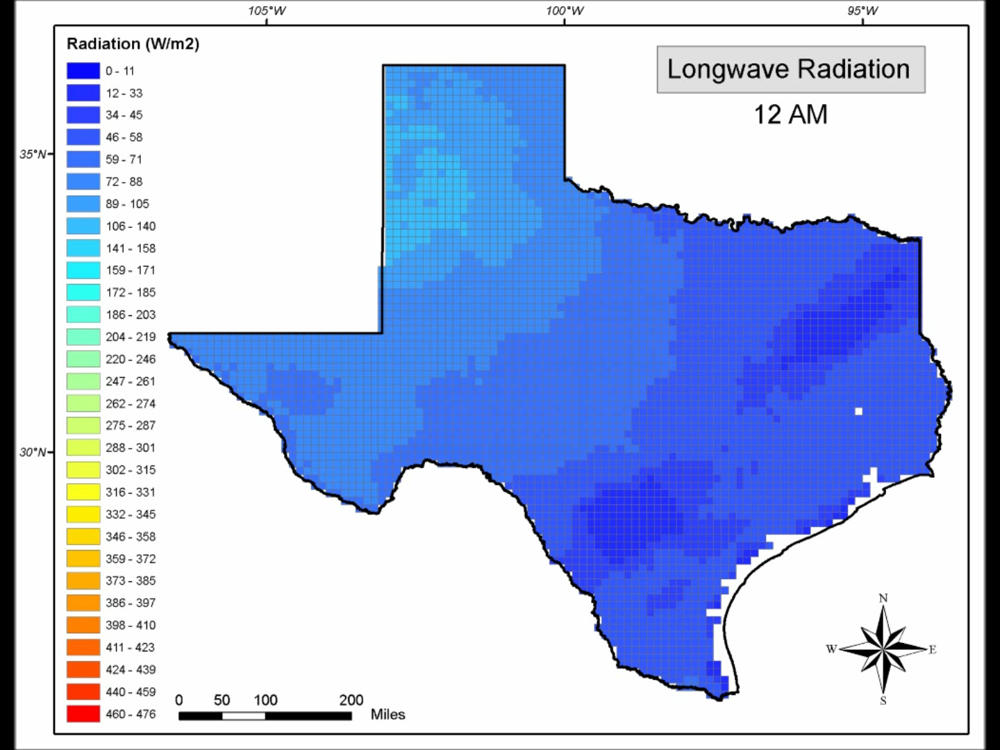 105°W 100°W 95°W
Radiation (W/m2)
Longwave Radiation
12 AM
35°N
30°N
0 - 11
12 - 33
34 - 45
46 - 58
59 - 71
72 - 88
89 - 105
106 - 140
141 - 158
159 - 171
172 - 185
186 - 203
204 - 219
220 - 246
247 - 261
262 - 274
275 - 287
288 - 301
302 - 315
316 - 331
332 - 345
346 - 358
359 - 372
373 - 385
386 - 397
398 - 410
411 - 423
424 - 439
440 - 459
460 - 476
0 50 100 200
Miles
N
W E
S